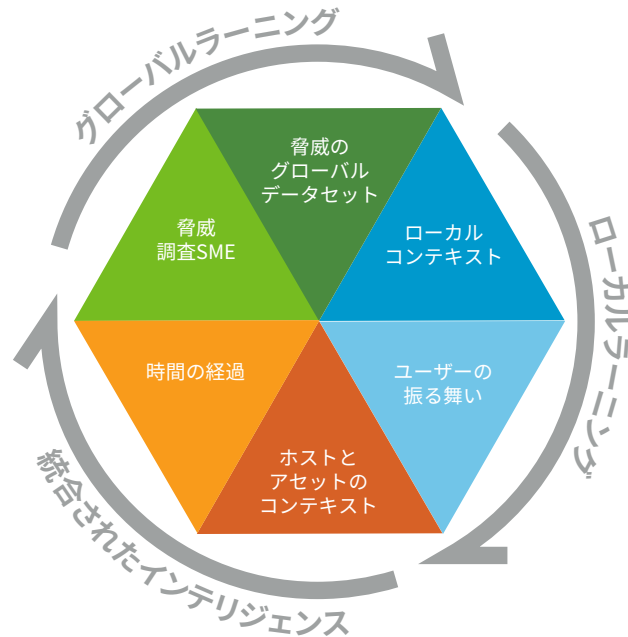 グローバルラーニング
脅威の
グローバル
データセット
脅威
調査SME
ローカル
コンテキスト
ローカルラーニング
時間の経過
ユーザーの
振る舞い
ホストと
アセットの
コンテキスト
統合されたインテリジェンス